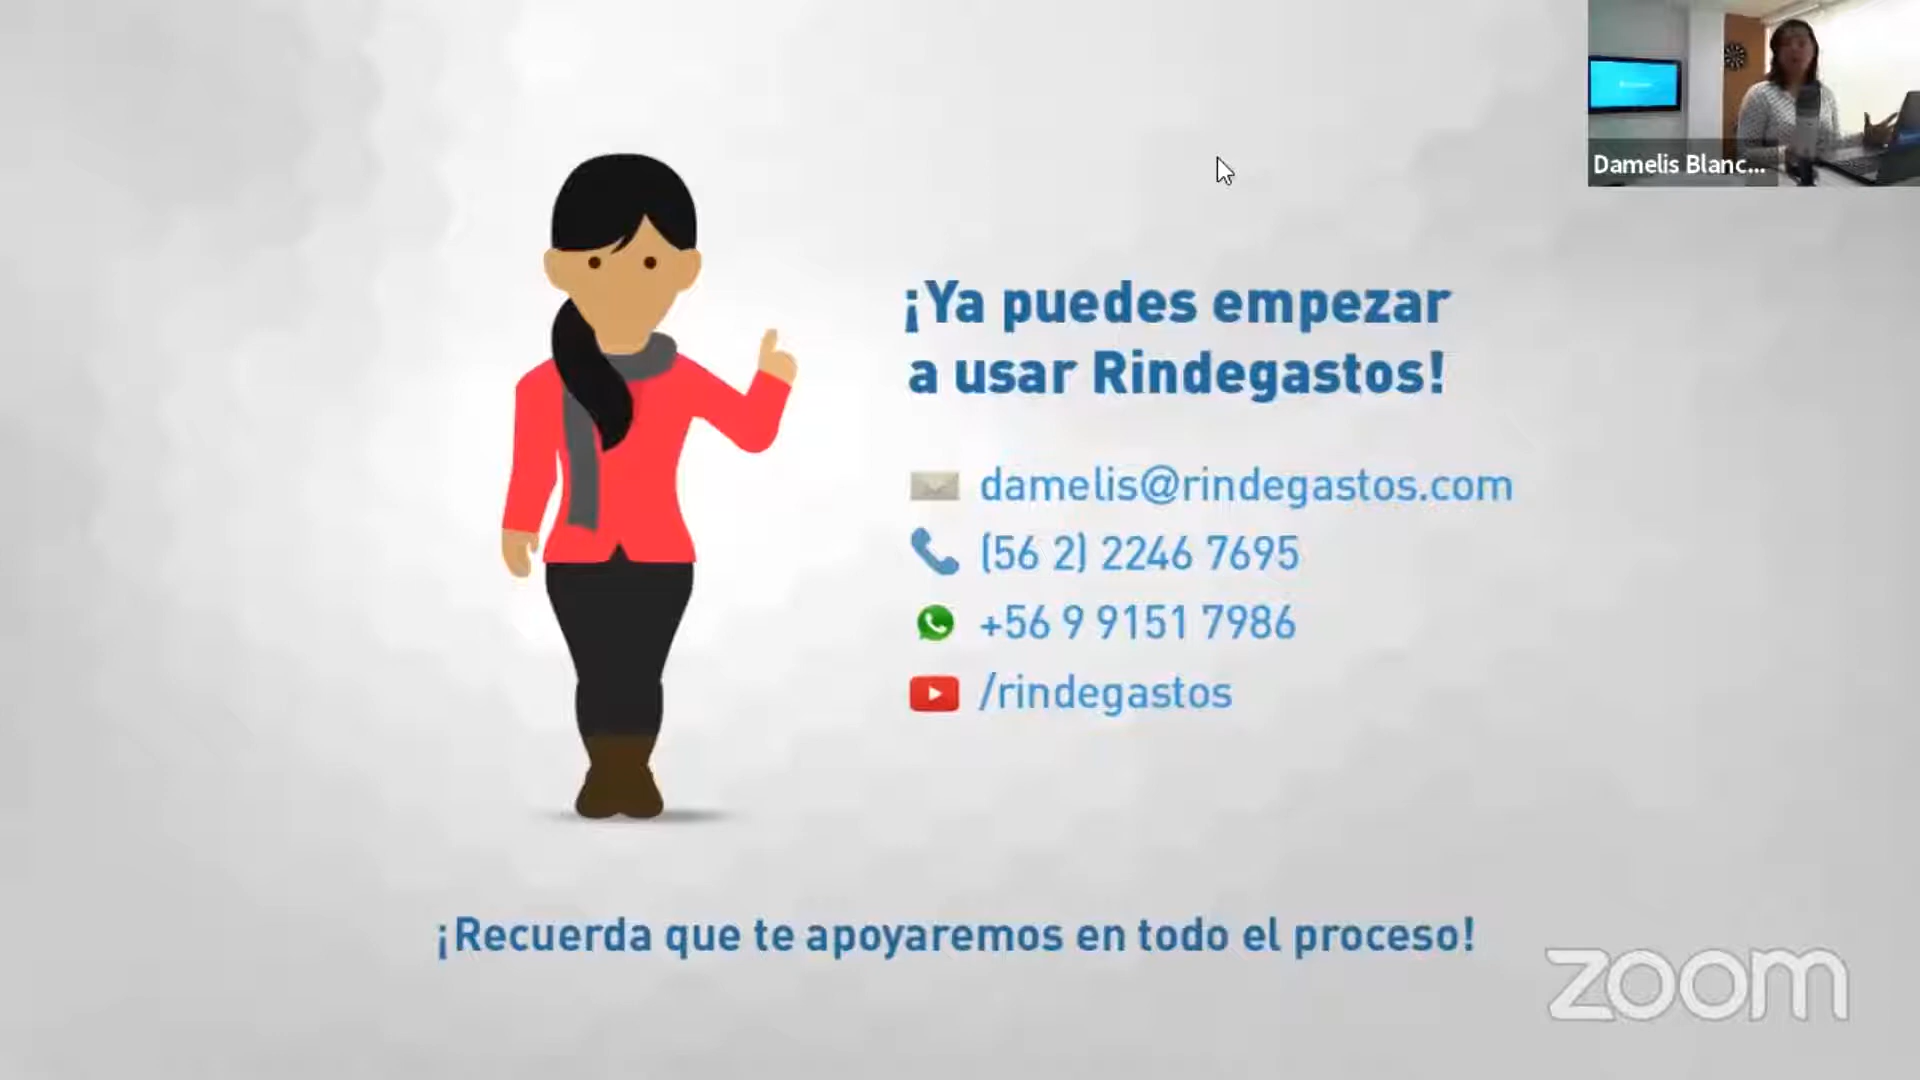 Damelis Blanc...
¡Ya puedes empezar
a usar Rindegastos!
damelis@rindegastos.com
(56 2) 2246 7695
+56 9 9151 7986
/rindegastos
¡Recuerda que te apoyaremos en todo el proceso!
zoom